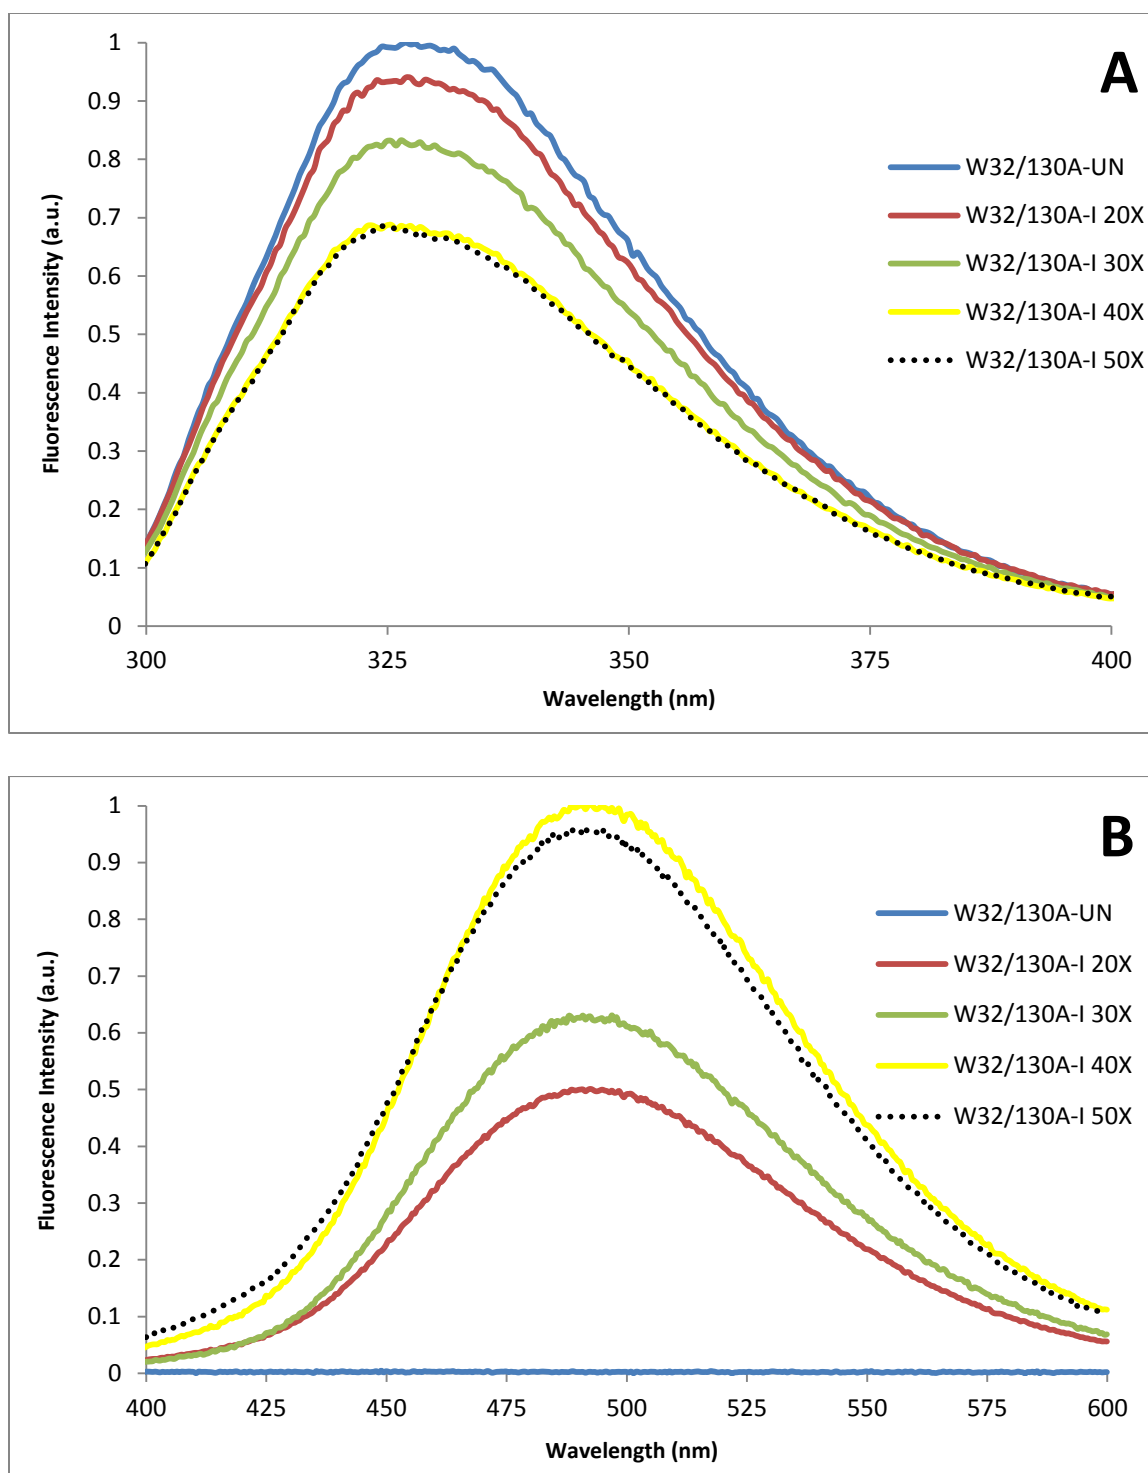 A
1
0.9
0.8
0.7
0.6
0.5
0.4
0.3
0.2
0.1
0
Fluorescence Intensity (a.u.)
W32/130A-UN
W32/130A-I 20X
W32/130A-I 30X
W32/130A-I 40X
W32/130A-I 50X
300 325 350 375 400
Wavelength (nm)
B
1
0.9
0.8
0.7
0.6
0.5
0.4
0.3
0.2
0.1
0
Fluorescence Intensity (a.u.)
W32/130A-UN
W32/130A-I 20X
W32/130A-I 30X
W32/130A-I 40X
W32/130A-I 50X
400 425 450 475 500 525 550 575 600
Wavelength (nm)